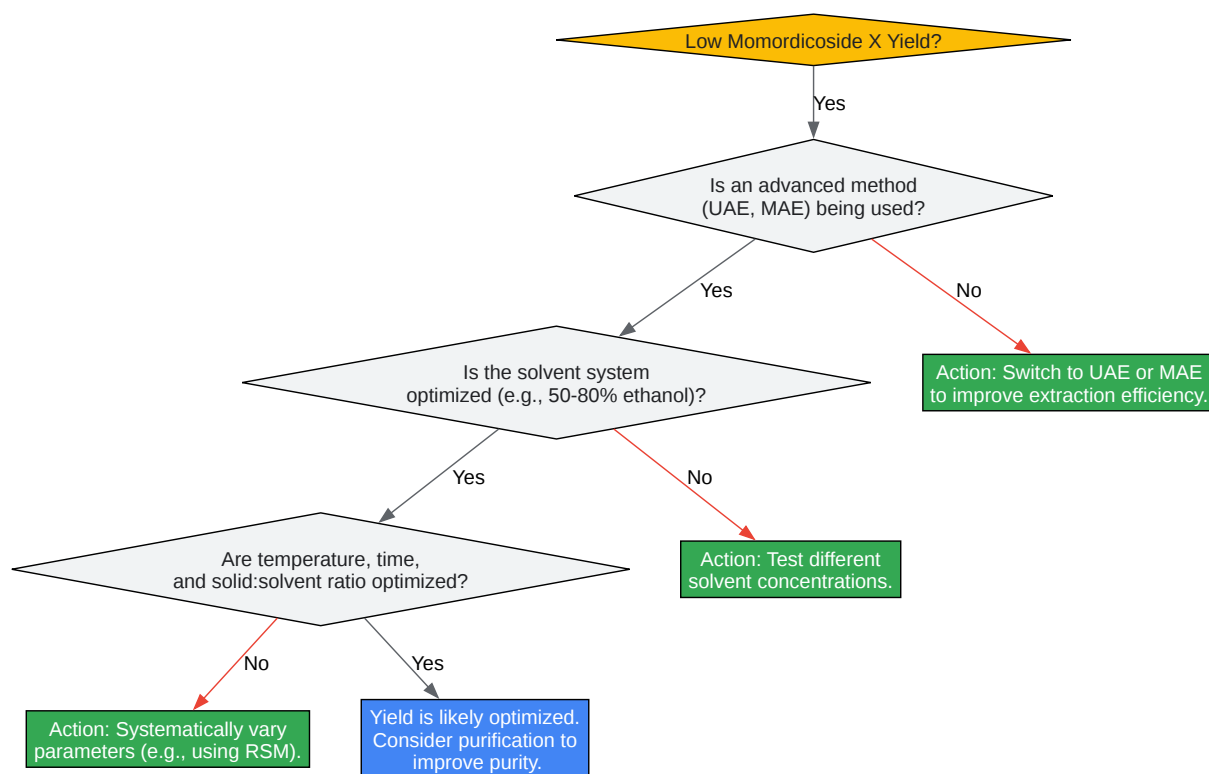 Low Momordicoside X Yield?
Yes
Is an advanced method
(UAE, MAE) being used?
Yes
No
Is the solvent system
optimized (e.g., 50-80% ethanol)?
Action: Switch to UAE or MAE
to improve extraction efficiency.
Yes
No
Are temperature, time,
and solid:solvent ratio optimized?
Action: Test different
solvent concentrations.
No
Yes
Action: Systematically vary
parameters (e.g., using RSM).
Yield is likely optimized.
Consider purification to
improve purity.